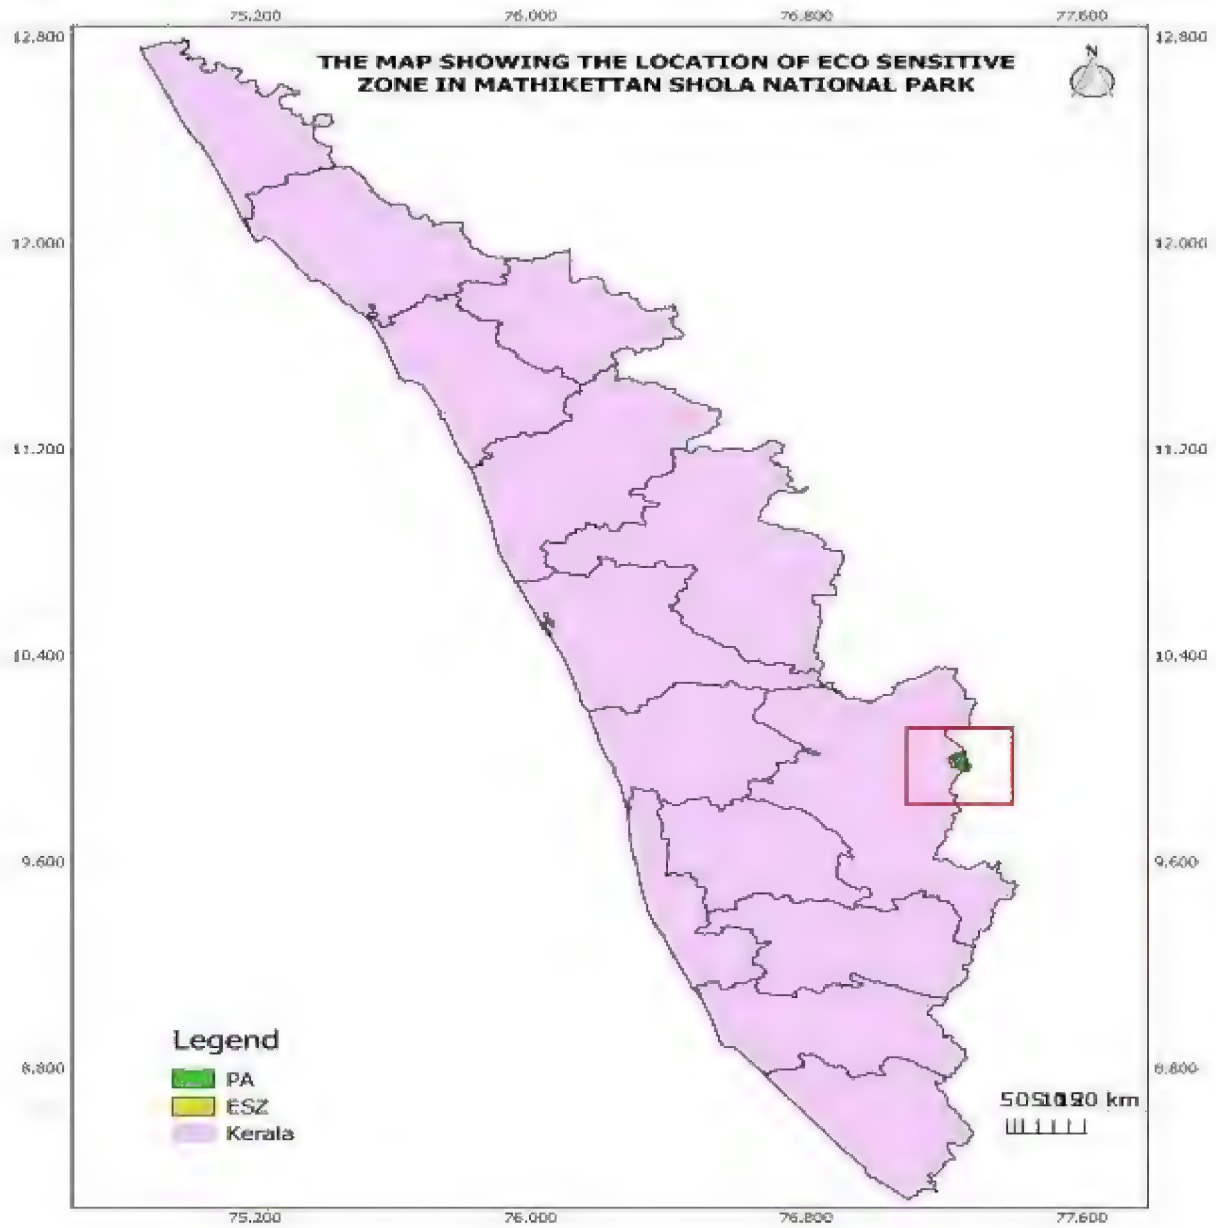 75.200 76.000 76.800 77.600
12.800 12.800
THE MAP SHOWING THE LOCATION OF ECO SENSITIVE
ZONE IN MATHIKETTAN SHOLA NATIONAL PARK
N
12.000 12.000
11.200 11.200
10.400 10.400
9.600 9.600
Legend
8.800 8.800
PA
ESZ
Kerala
km
75.200 76.000 76.800 77.600